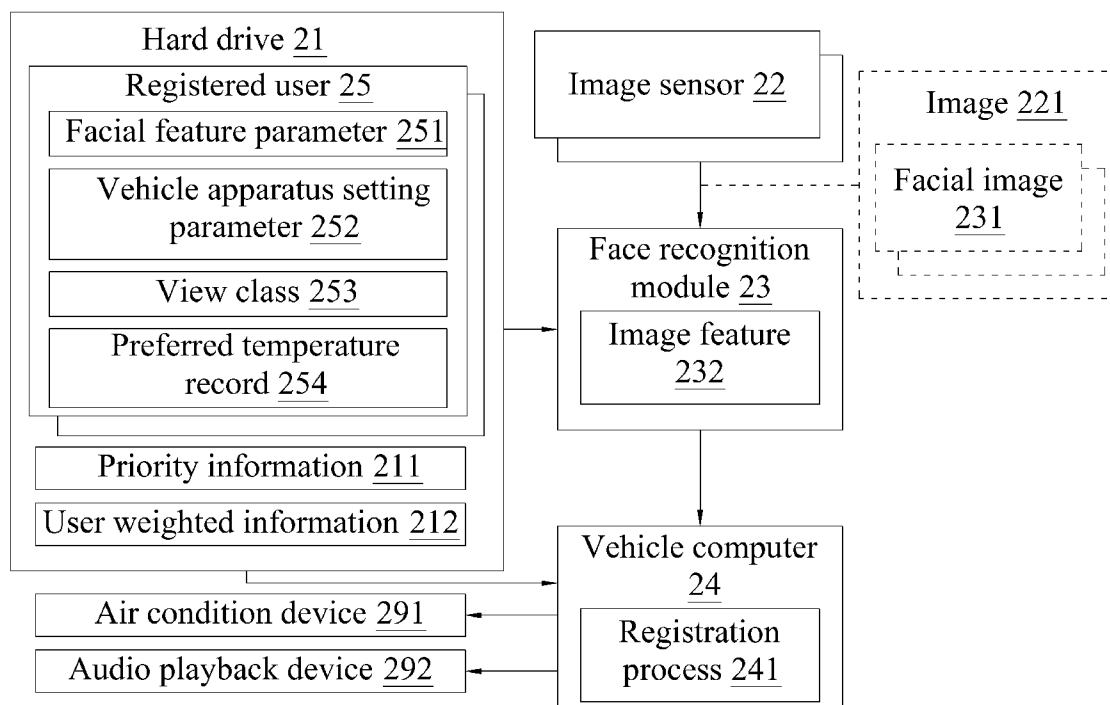 Hard drive 21
Registered user 25
Facial feature parameter 251
Vehicle apparatus setting
parameter 252
View class 253
Preferred temperature
record 254
Priority information 211
User weighted information 212
Air condition device 291
Audio playback device 292
Image sensor 22
Image 221
Facial image
231
Face recognition
module 23
Image feature
232
Vehicle computer
24
Registration
process 241